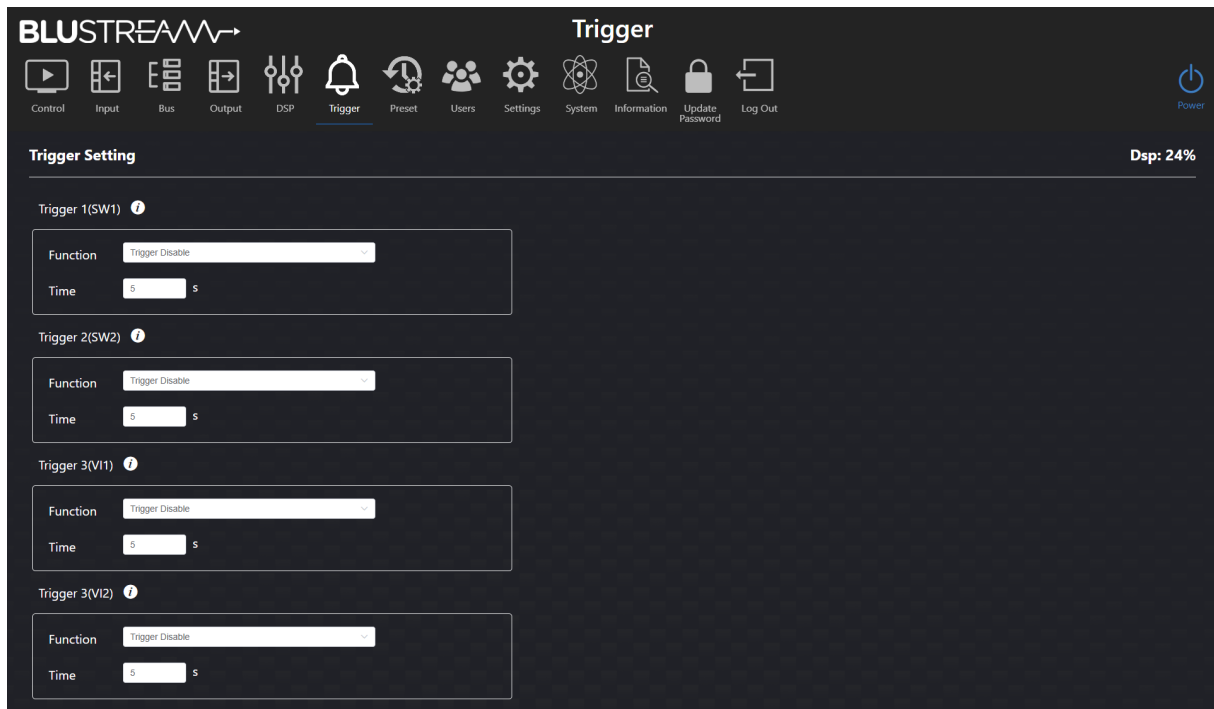 BLUSTREAM
Trigger
Control Input Bus Output DSP Trigger Preset Users Settings System Information Update Password Log Out Power
Trigger Setting Dsp: 24%
Trigger 1(SW1) i
Function Trigger Disable
Time 5 s
Trigger 2(SW2) i
Function Trigger Disable
Time 5 s
Trigger 3(VI1) i
Function Trigger Disable
Time 5 s
Trigger 3(VI2) i
Function Trigger Disable
Time 5 s